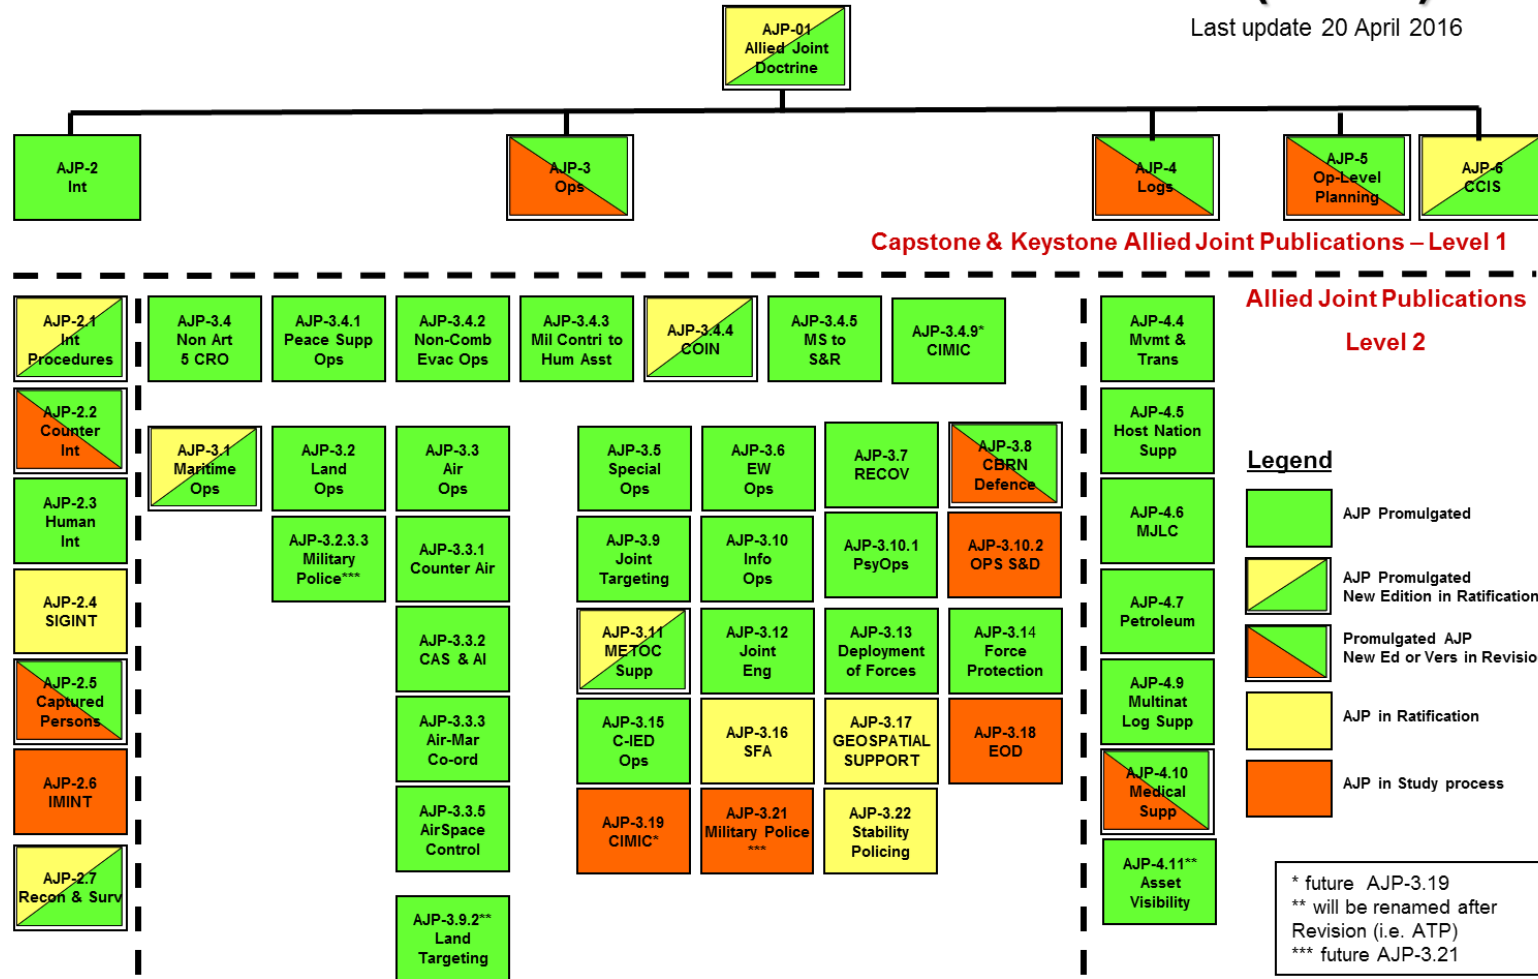 Last update 20 April 2016
AJP-01
Allied Joint
Doctrine
AJP-2
Int
AJP-3
Ops
AJP-4
Logs
AJP-5
Op-Level
Planning
AJP-6
CCIS
Capstone & Keystone Allied Joint Publications – Level 1
Allied Joint Publications
Level 2
AJP-2.1
Int
Procedures
AJP-2.2
Counter
Int
AJP-2.3
Human
Int
AJP-2.4
SIGINT
AJP-2.5
Captured
Persons
AJP-2.6
IMINT
AJP-2.7
Recon & Surv
AJP-3.4
Non Art
5 CRO
AJP-3.4.1
Peace Supp
Ops
AJP-3.4.2
Non-Comb
Evac Ops
AJP-3.4.3
Mil Contri to
Hum Asst
AJP-3.4.4
COIN
AJP-3.4.5
MS to
S&R
AJP-3.4.9*
CIMIC
AJP-3.1
Maritime
Ops
AJP-3.2
Land
Ops
AJP-3.2.3.3
Military
Police***
AJP-3.3
Air
Ops
AJP-3.3.1
Counter Air
AJP-3.3.2
CAS & AI
AJP-3.3.3
Air-Mar
Co-ord
AJP-3.3.5
AirSpace
Control
AJP-3.9.2**
Land
Targeting
AJP-3.5
Special
Ops
AJP-3.6
EW
Ops
AJP-3.7
RECOV
AJP-3.8
CBRN
Defence
AJP-3.9
Joint
Targeting
AJP-3.10
Info
Ops
AJP-3.10.1
PsyOps
AJP-3.10.2
OPS S&D
AJP-3.11
METOC
Supp
AJP-3.12
Joint
Eng
AJP-3.13
Deployment
of Forces
AJP-3.14
Force
Protection
AJP-3.15
C-IED
Ops
AJP-3.16
SFA
AJP-3.17
GEOSPATIAL
SUPPORT
AJP-3.18
EOD
AJP-3.19
CIMIC*
AJP-3.21
Military Police
***
AJP-3.22
Stability
Policing
AJP-4.4
Mvmt &
Trans
AJP-4.5
Host Nation
Supp
AJP-4.6
MJLC
AJP-4.7
Petroleum
AJP-4.9
Multinat
Log Supp
AJP-4.10
Medical
Supp
AJP-4.11**
Asset
Visibility
Legend
AJP Promulgated
AJP Promulgated
New Edition in Ratification
Promulgated AJP
New Ed or Vers in Revisio
AJP in Ratification
AJP in Study process
* future AJP-3.19
** will be renamed after
Revision (i.e. ATP)
*** future AJP-3.21